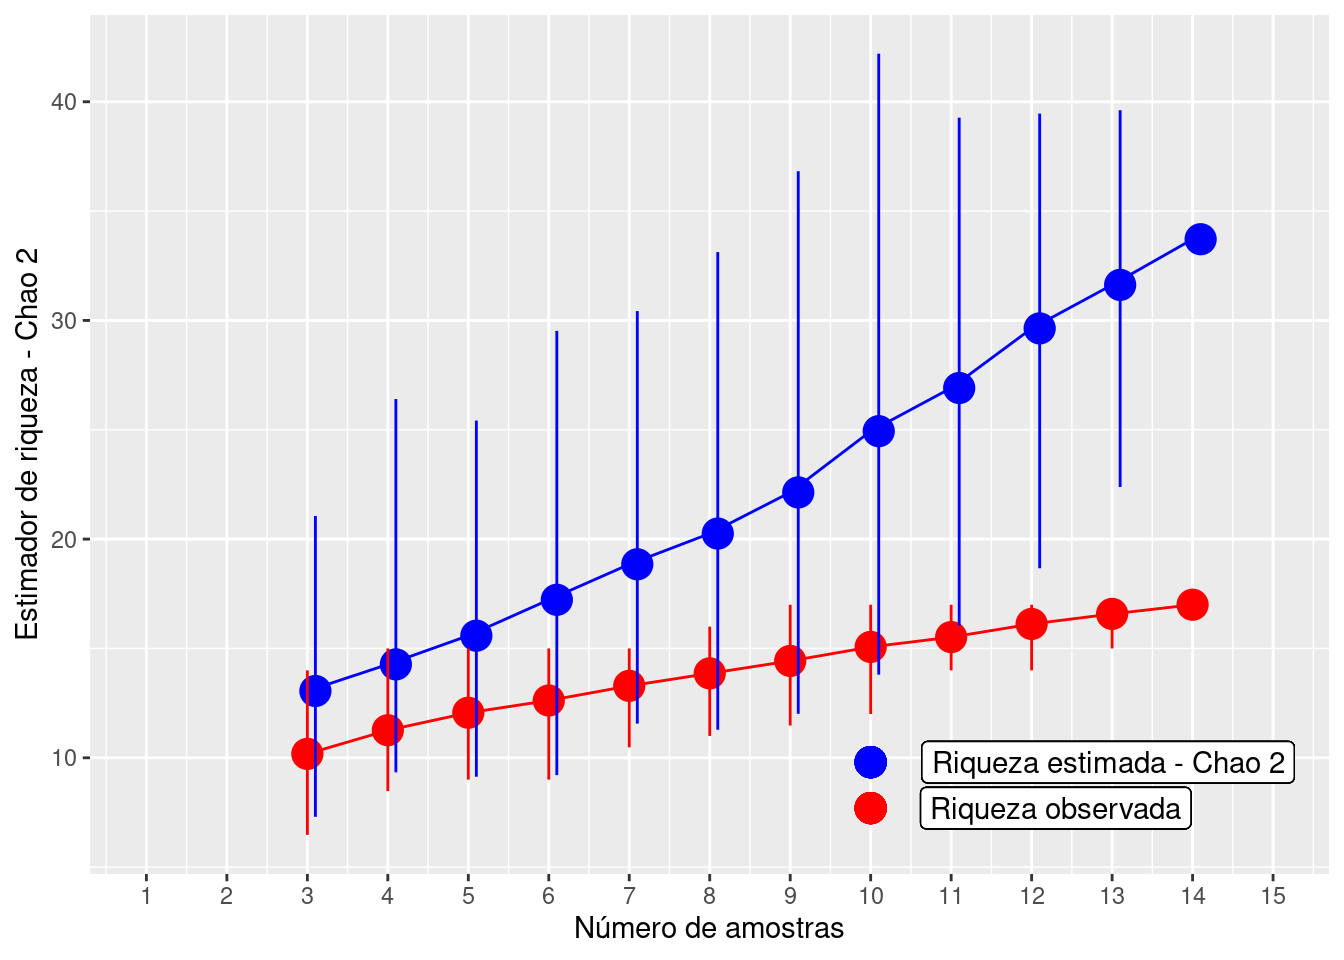 Estimador de riqueza - Chao 2
40
30
20
10
Riqueza estimada - Chao 2
Riqueza observada
1 2 3 4 5 6 7 8 9 10 11 12 13 14 15
Número de amostras